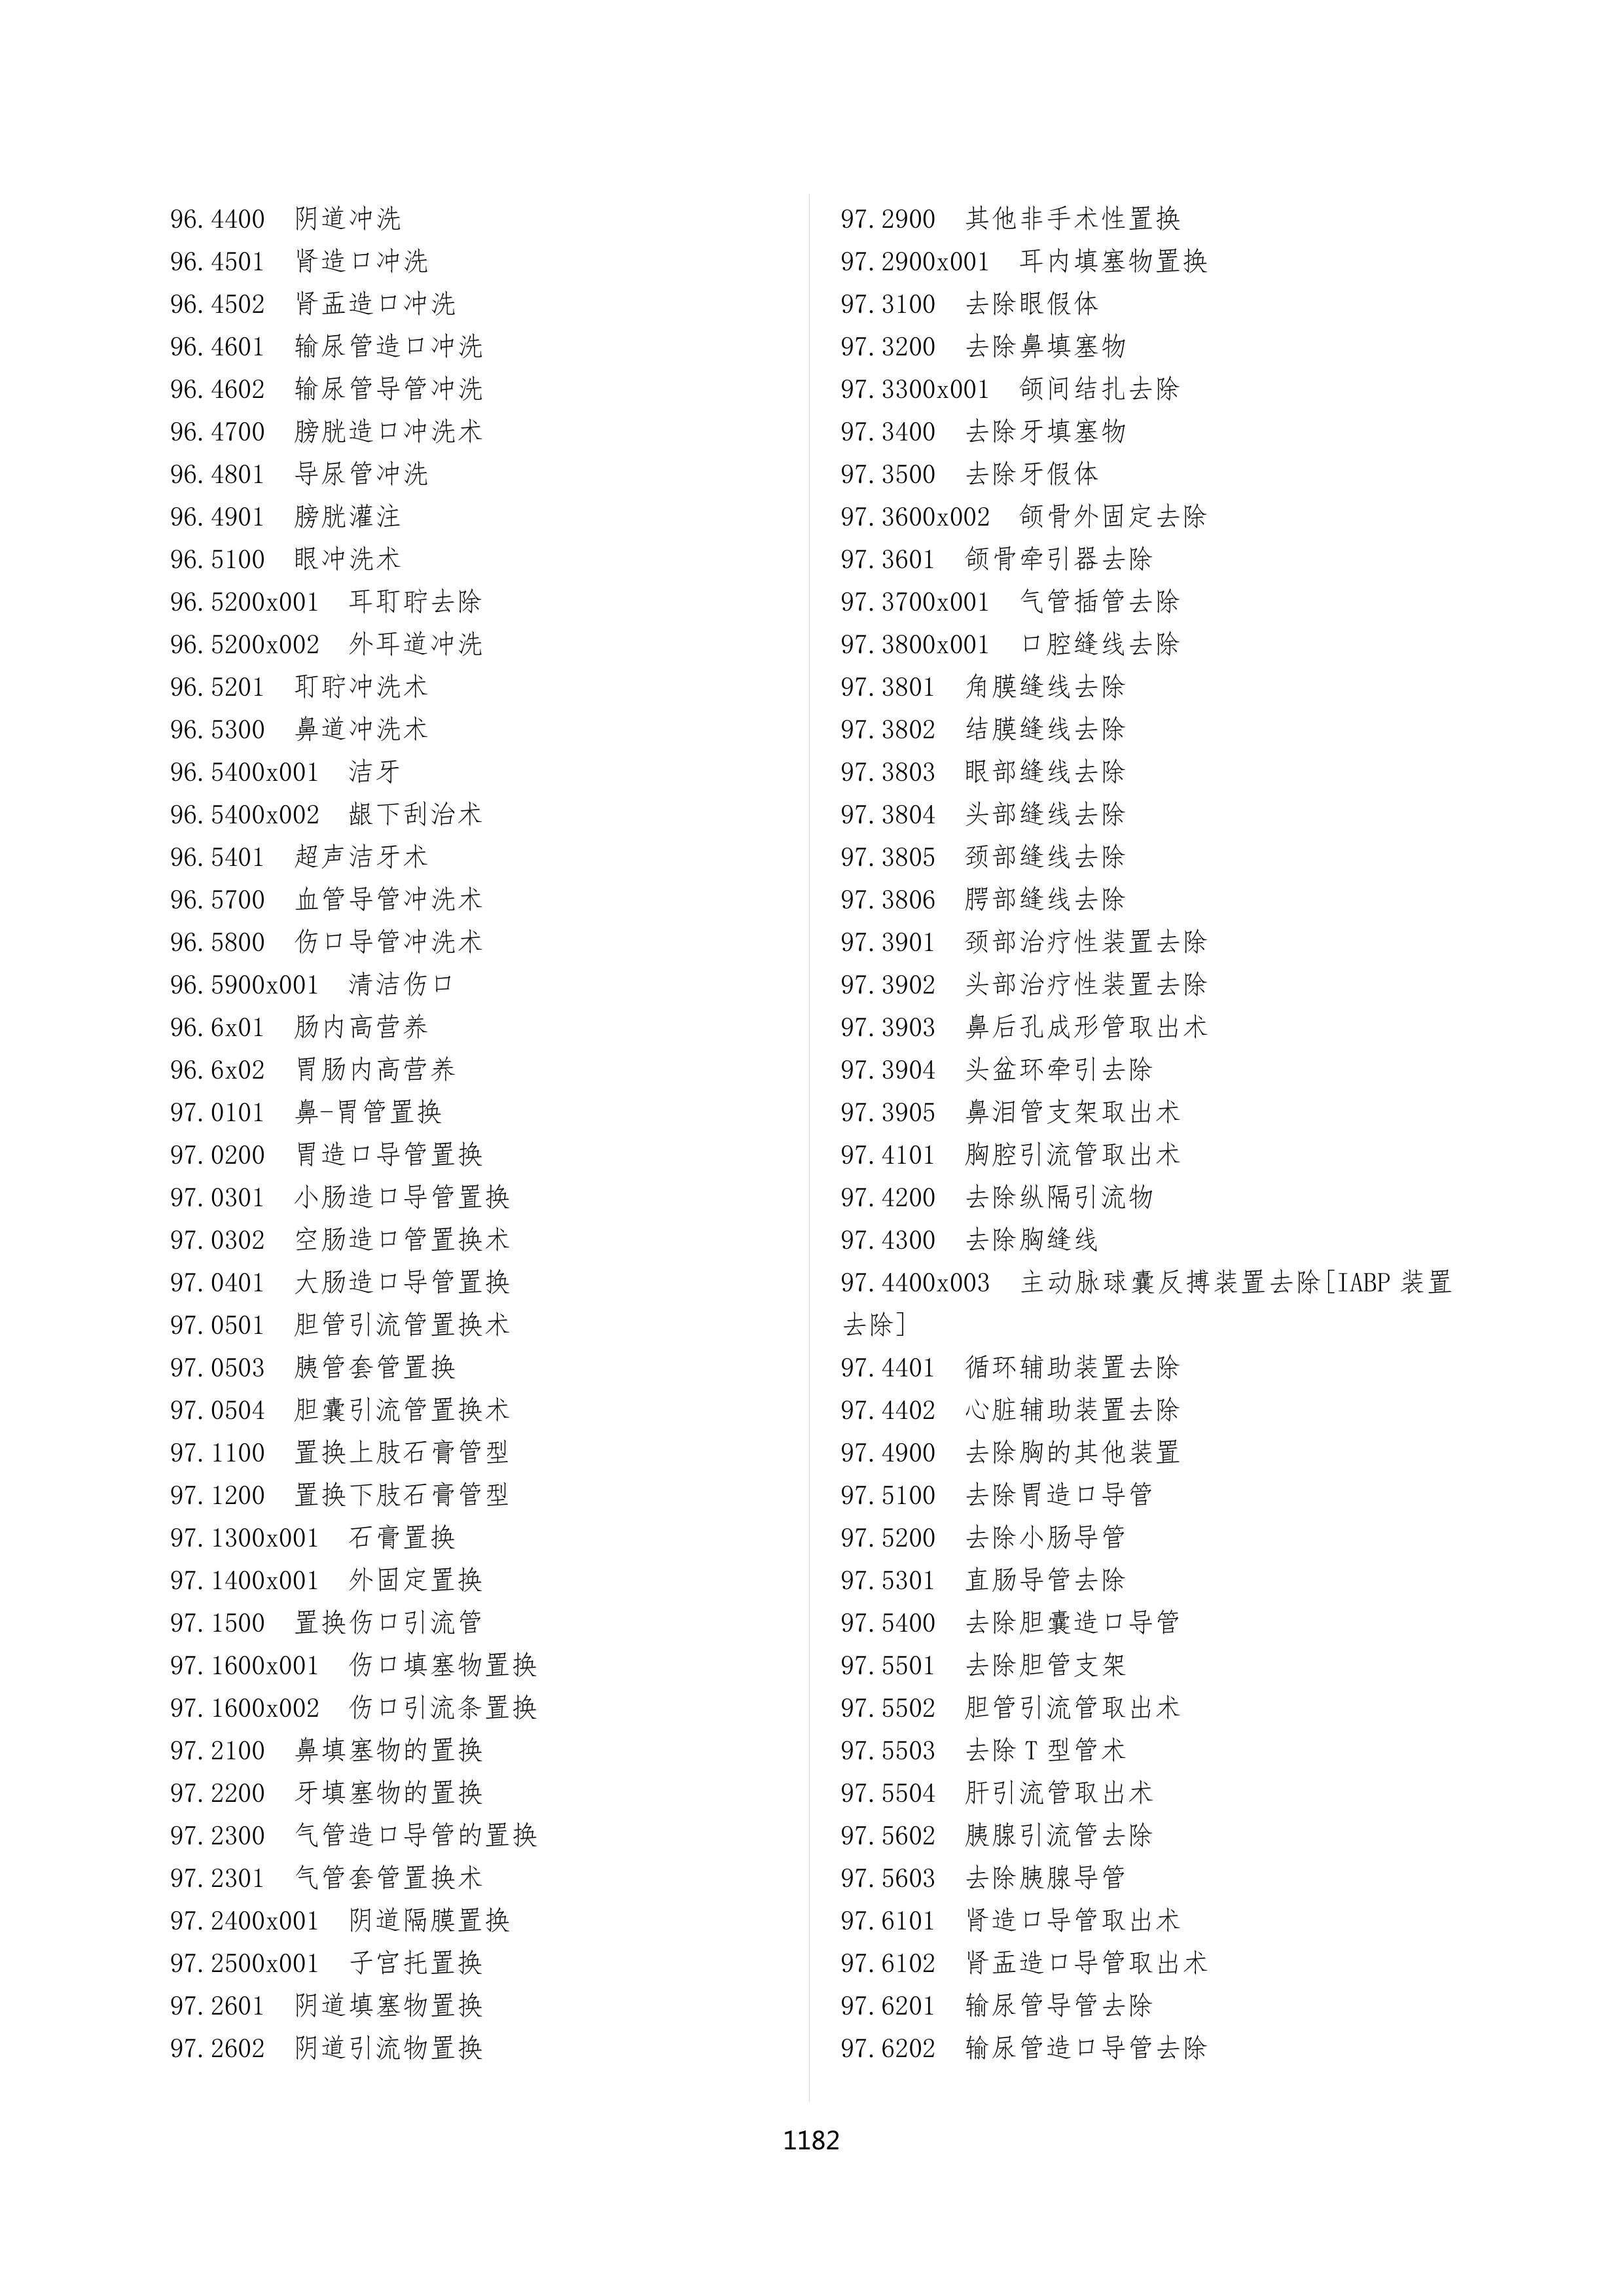 96.4400 阴道冲洗
96.4501 肾造口冲洗
96.4502 肾盂造口冲洗
96.4601 输尿管造口冲洗
96.4602 输尿管导管冲洗
96.4700 膀胱造口冲洗术
96.4801 导尿管冲洗
96.4901 膀胱灌注
96.5100 眼冲洗术
96.5200x001 耳耵聍去除
96.5200x002 外耳道冲洗
96.5201 耵聍冲洗术
96.5300 鼻道冲洗术
96.5400x001 洁牙
96.5400x002 龈下刮治术
96.5401 超声洁牙术
96.5700 血管导管冲洗术
96.5800 伤口导管冲洗术
96.5900x001 清洁伤口
96.6x01 肠内高营养
96.6x02 胃肠内高营养
97.0101 鼻-胃管置换
97.0200 胃造口导管置换
97.0301 小肠造口导管置换
97.0302 空肠造口管置换术
97.0401 大肠造口导管置换
97.0501 胆管引流管置换术
97.0503 胰管套管置换
97.0504 胆囊引流管置换术
97.1100 置换上肢石膏管型
97.1200 置换下肢石膏管型
97.1300x001 石膏置换
97.1400x001 外固定置换
97.1500 置换伤口引流管
97.1600x001 伤口填塞物置换
97.1600x002 伤口引流条置换
97.2100 鼻填塞物的置换
97.2200 牙填塞物的置换
97.2300 气管造口导管的置换
97.2301 气管套管置换术
97.2400x001 阴道隔膜置换
97.2500x001 子宫托置换
97.2601 阴道填塞物置换
97.2602 阴道引流物置换
97.2900 其他非手术性置换
97.2900x001 耳内填塞物置换
97.3100 去除眼假体
97.3200 去除鼻填塞物
97.3300x001 颌间结扎去除
97.3400 去除牙填塞物
97.3500 去除牙假体
97.3600x002 颌骨外固定去除
97.3601 颌骨牵引器去除
97.3700x001 气管插管去除
97.3800x001 口腔缝线去除
97.3801 角膜缝线去除
97.3802 结膜缝线去除
97.3803 眼部缝线去除
97.3804 头部缝线去除
97.3805 颈部缝线去除
97.3806 腭部缝线去除
97.3901 颈部治疗性装置去除
97.3902 头部治疗性装置去除
97.3903 鼻后孔成形管取出术
97.3904 头盆环牵引去除
97.3905 鼻泪管支架取出术
97.4101 胸腔引流管取出术
97.4200 去除纵隔引流物
97.4300 去除胸缝线
97.4400x003 主动脉球囊反搏装置去除[IABP 装置
去除]
97.4401 循环辅助装置去除
97.4402 心脏辅助装置去除
97.4900 去除胸的其他装置
97.5100 去除胃造口导管
97.5200 去除小肠导管
97.5301 直肠导管去除
97.5400 去除胆囊造口导管
97.5501 去除胆管支架
97.5502 胆管引流管取出术
97.5503 去除 T 型管术
97.5504 肝引流管取出术
97.5602 胰腺引流管去除
97.5603 去除胰腺导管
97.6101 肾造口导管取出术
97.6102 肾盂造口导管取出术
97.6201 输尿管导管去除
97.6202 输尿管造口导管去除
1182